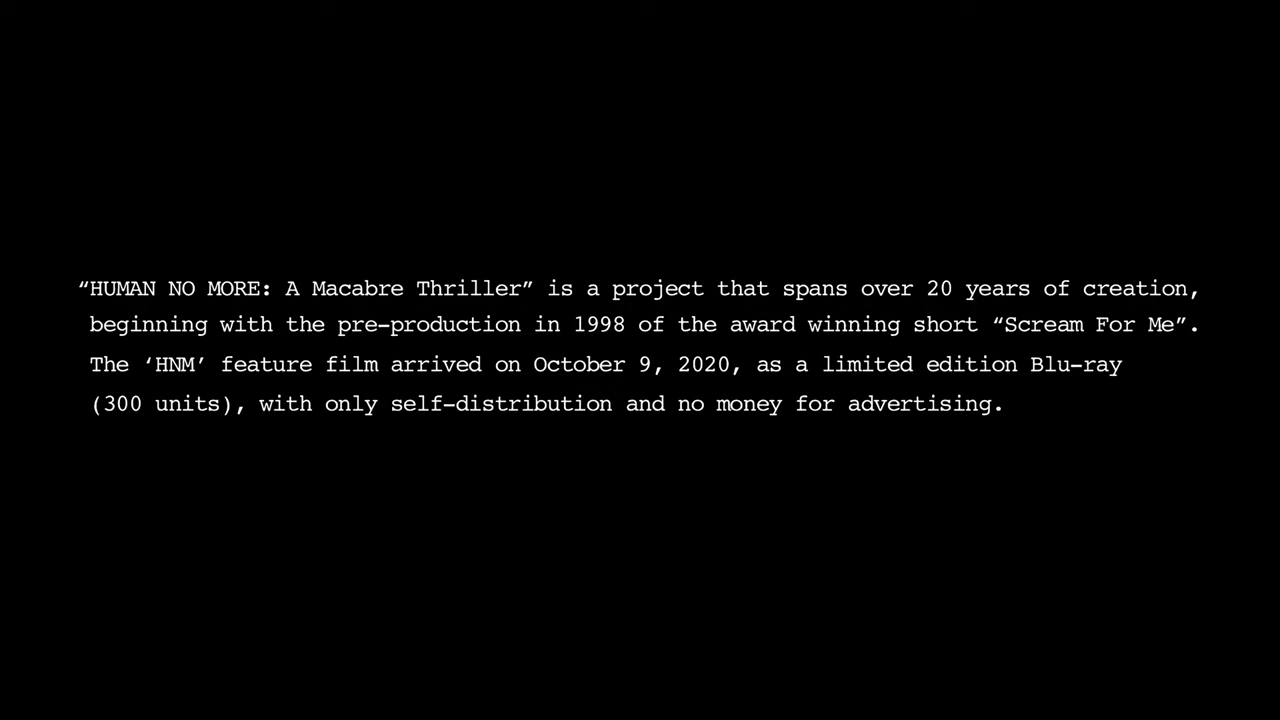 “HUMAN NO MORE: A Macabre Thriller” is a project that spans over 20 years of creation,
beginning with the pre-production in 1998 of the award winning short “Scream For Me”.
The ‘HNM’ feature film arrived on October 9, 2020, as a limited edition Blu-ray
(300 units), with only self-distribution and no money for advertising.